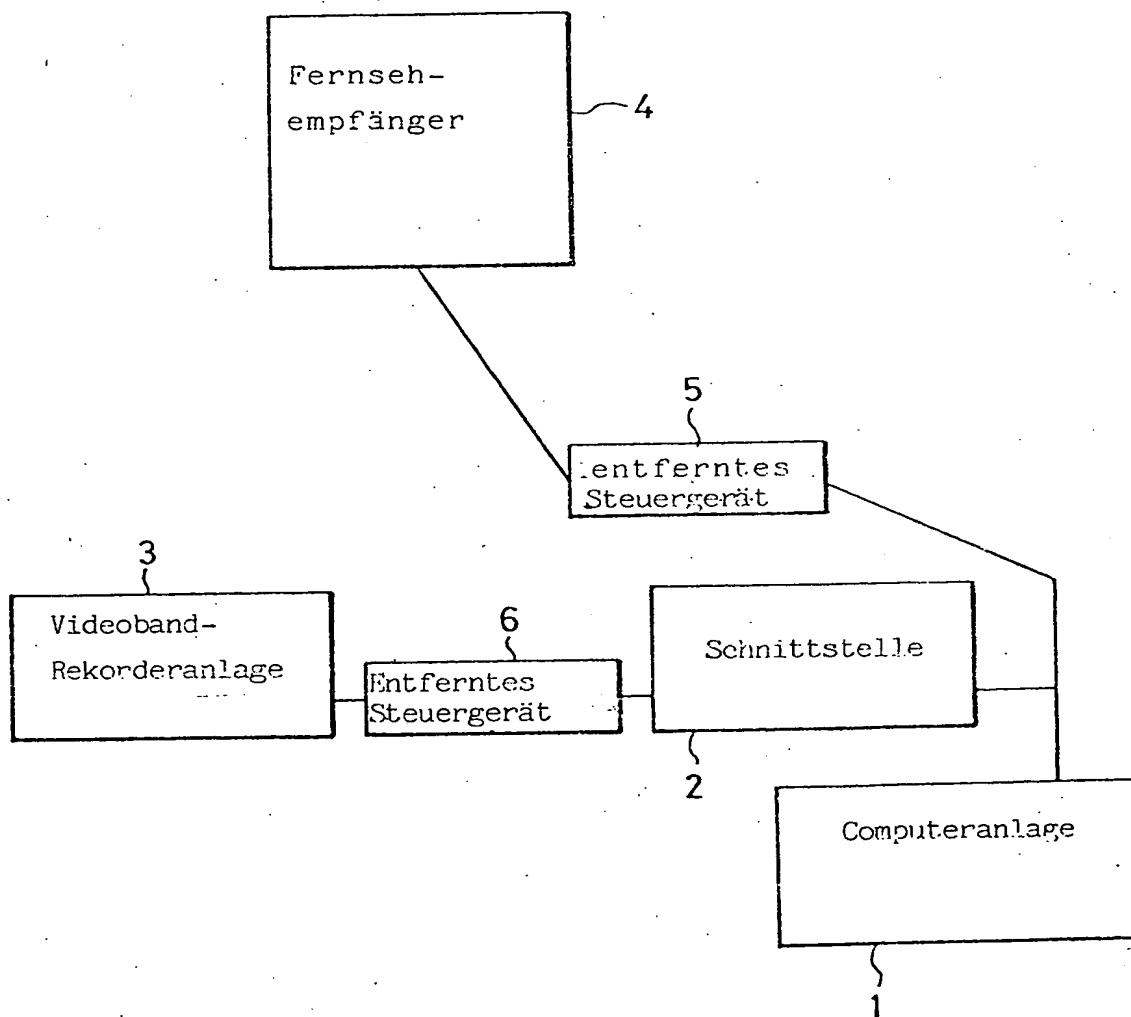 Fernseh-
empfänger
4
5
entferntes
Steuergerät
3
Videoband-
Rekorderanlage
6
Entferntes
Steuergerät
Schnittstelle
2
Computeranlage
1